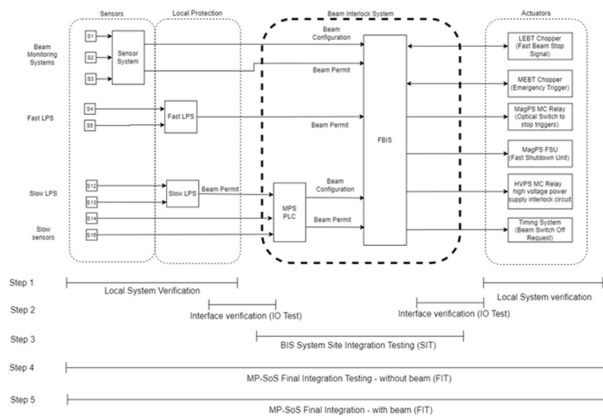 Sensors
Local Protection
Beam Interlock System
Actuators
Beam
Monitoring
Systems
S1
S2
S3
Sensor
System
Beam
Configuration
Beam Permit
LEBT Chopper
(Fast Beam Stop
Signal)
MEBT Chopper
(Emergency Trigger)
Fast LPS
S4
S5
Fast LPS
Beam Permit
FBIS
MagPS MC Relay
(Optical Switch to
stop triggers)
MagPS FSU
(Fast Shutdown Unit)
Slow LPS
S12
S13
Slow LPS
Beam Permit
Slow
sensors
S14
S15
MPS
PLC
Beam
Configuration
Beam Permit
HVPS MC Relay
high voltage power
supply interlock circuit
Timing System
(Beam Switch Off
Request)
Step 1
Local System Verification
Local System verification
Step 2
Interface verification (IO Test)
Interface verification (IO Test)
Step 3
BIS System Site Integration Testing (SIT)
Step 4
MP-SoS Final Integration Testing - without beam (FIT)
Step 5
MP-SoS Final Integration - with beam (FIT)